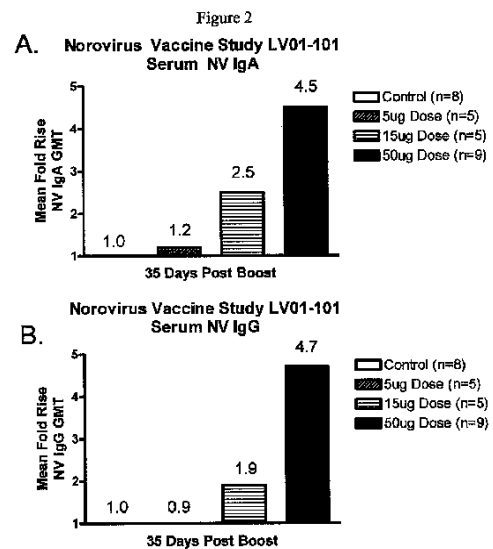 Figure 2
A.
Norovirus Vaccine Study LV01-101
Serum NV IgA
Mean Fold Rise
NV IgA GMT
5
4
3
2
1
1.0
1.2
2.5
4.5
35 Days Post Boost
Control (n=8)
5ug Dose (n=5)
15ug Dose (n=5)
50ug Dose (n=9)
B.
Norovirus Vaccine Study LV01-101
Serum NV IgG
Mean Fold Rise
NV IgG GMT
5
4
3
2
1
1.0
0.9
1.9
4.7
35 Days Post Boost
Control (n=8)
5ug Dose (n=5)
15ug Dose (n=5)
50ug Dose (n=9)